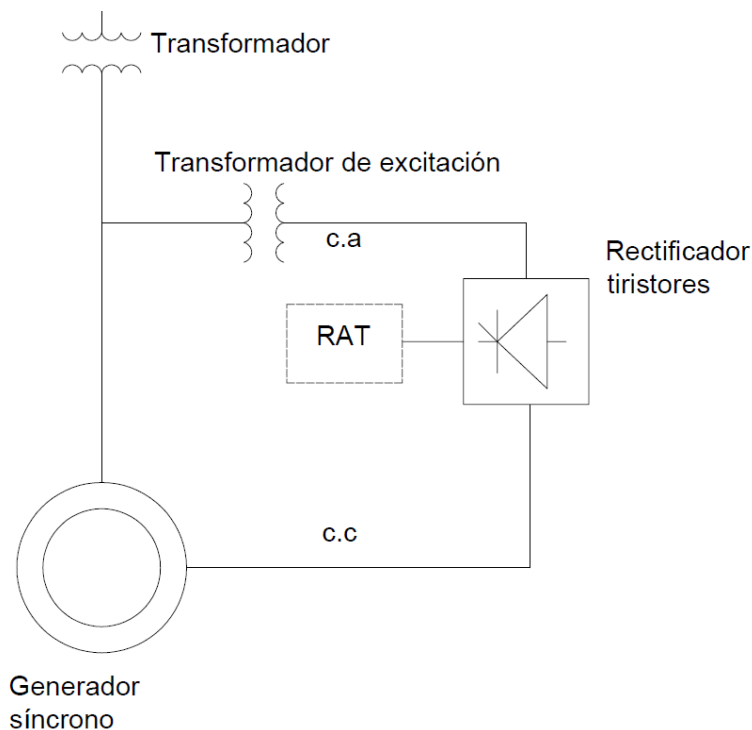 Transformador
Transformador de excitación
c.a
Rectificador
tiristores
RAT
c.c
Generador
síncrono